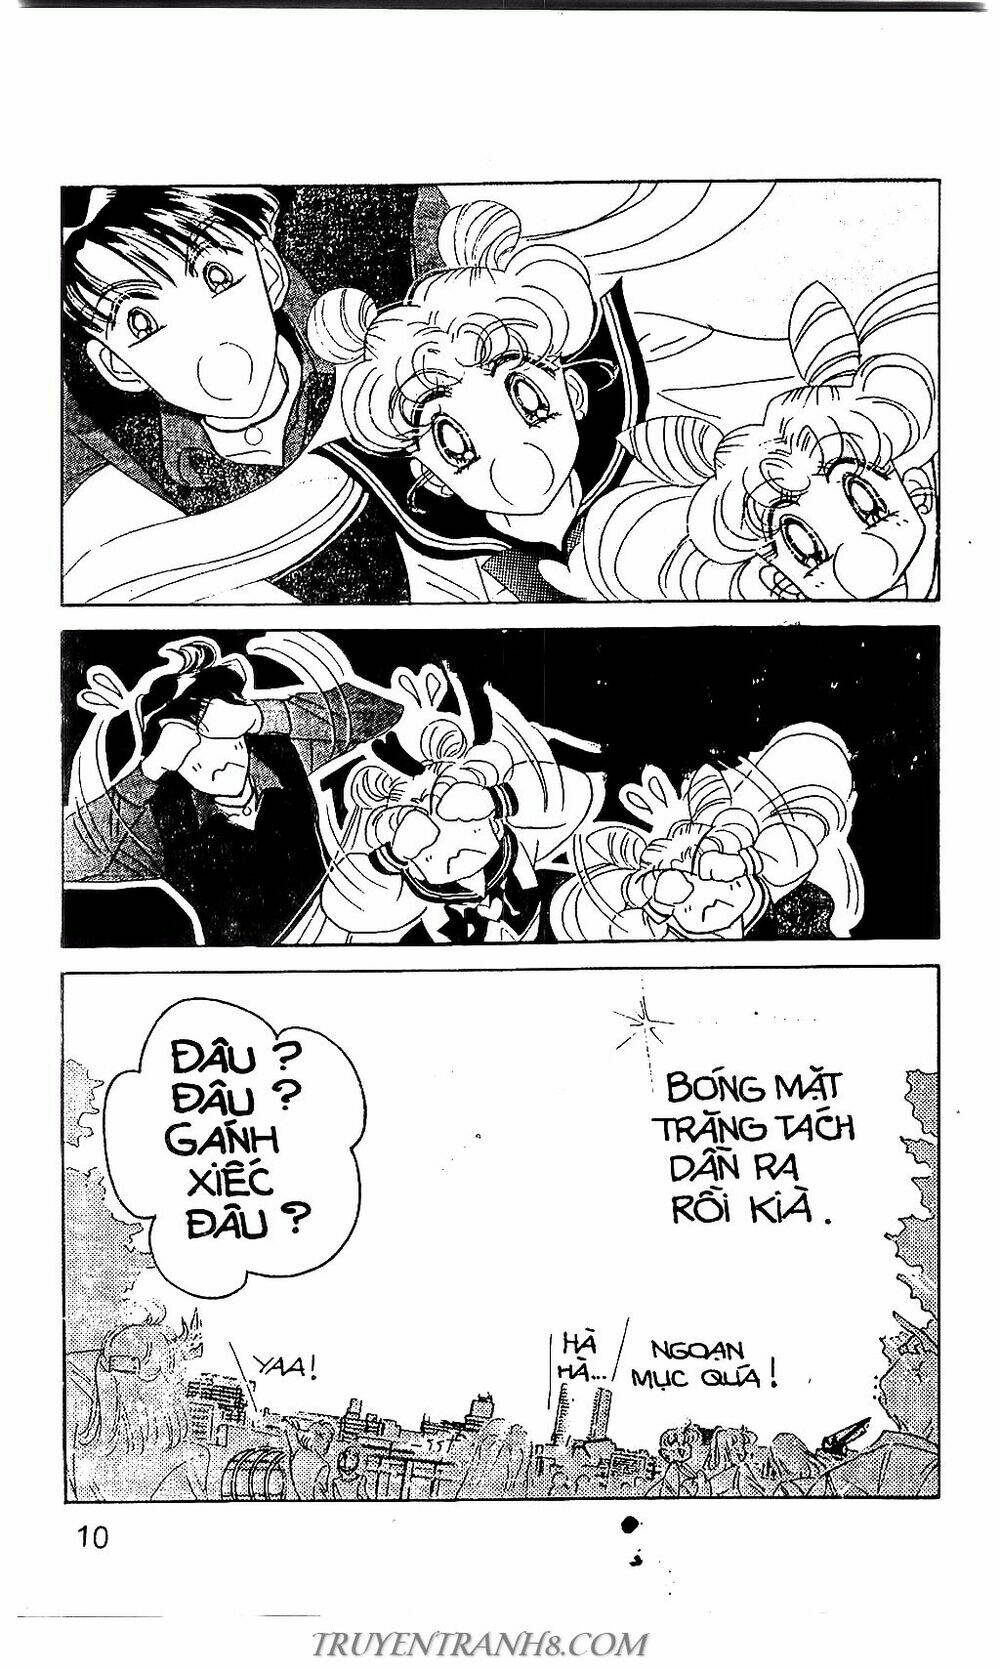 ĐÂU ?
ĐÂU ?
GÁNH
XIẾC
ĐÂU ?
BÓNG MẶT
TRĂNG TÁCH
DẦN RA
RỒI KÌA.
YAA!
HÀ
HÀ...
NGOẠN
MỤC QUÁ!
10
TRUYENTRANH8.COM